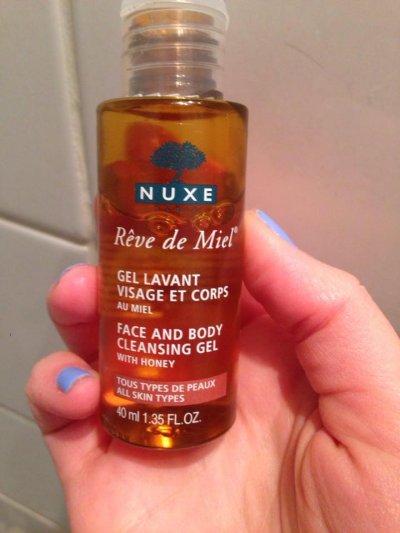 NUXE
Rêve de Miel®
GEL LAVANT
VISAGE ET CORPS
AU MIEL
FACE AND BODY
CLEANSING GEL
WITH HONEY
TOUS TYPES DE PEAUX
ALL SKIN TYPES
40 ml 1.35 FL.OZ.